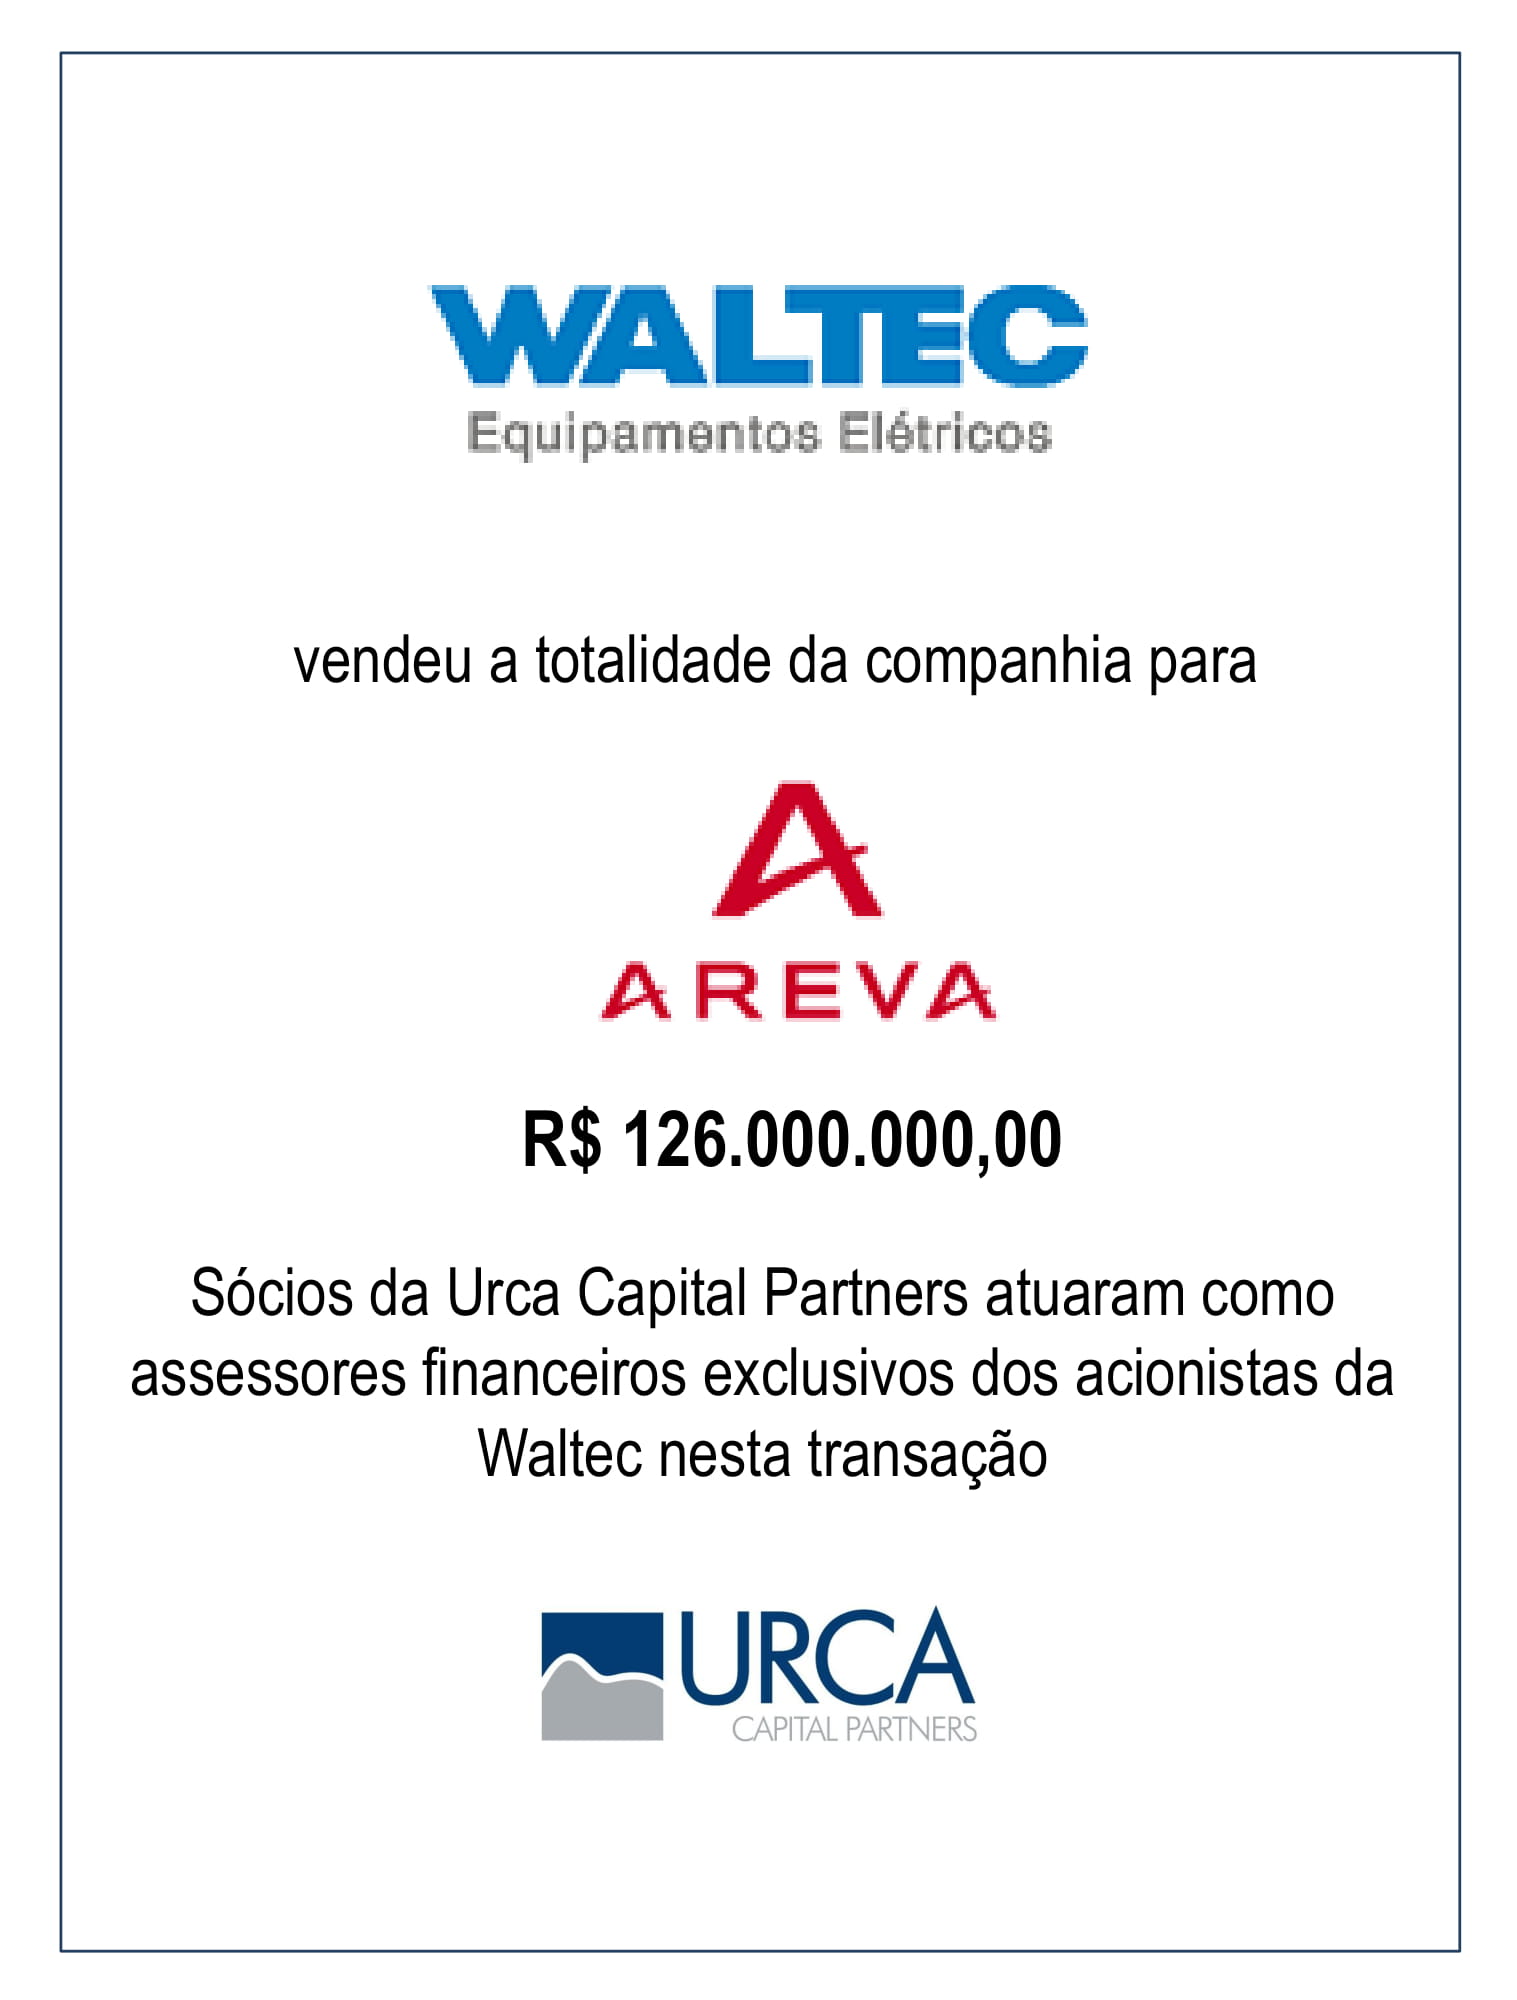 WALTEC
Equipamentos Elétricos
vendeu a totalidade da companhia para
AREVA
R$ 126.000.000,00
Sócios da Urca Capital Partners atuaram como
assessores financeiros exclusivos dos acionistas da
Waltec nesta transação
URCA
CAPITAL PARTNERS